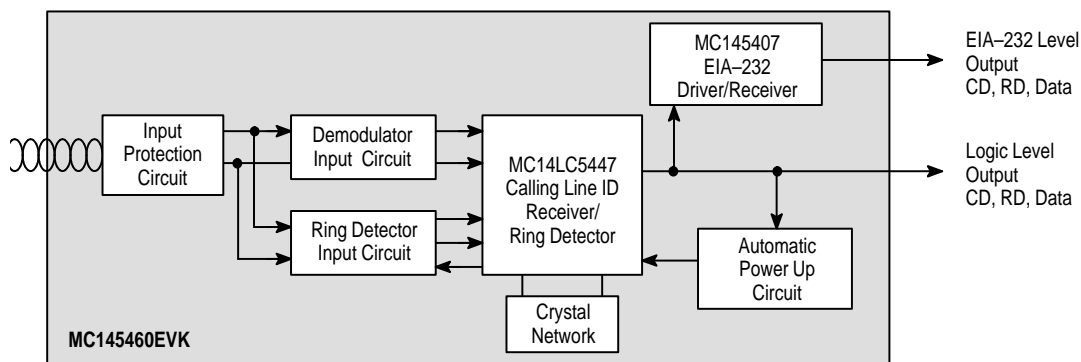 MC145407
EIA–232
Driver/Receiver
EIA–232 Level
Output
CD, RD, Data
Input
Protection
Circuit
Demodulator
Input Circuit
MC14LC5447
Calling Line ID
Receiver/
Ring Detector
Logic Level
Output
CD, RD, Data
Ring Detector
Input Circuit
Automatic
Power Up
Circuit
Crystal
Network
MC145460EVK